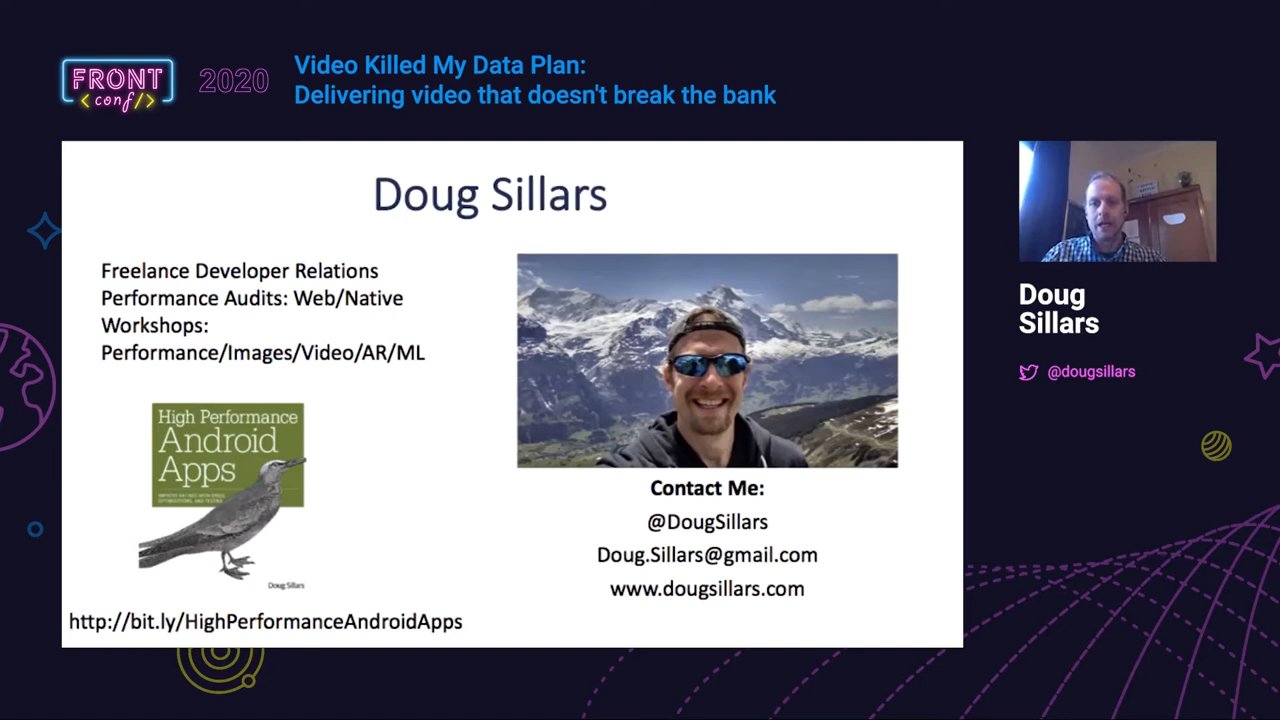 FRONT
<conf/>
2020
Video Killed My Data Plan:
Delivering video that doesn't break the bank
Doug Sillars
Freelance Developer Relations
Performance Audits: Web/Native
Workshops:
Performance/Images/Video/AR/ML
High Performance
Android
Apps
Doug Sillars
http://bit.ly/HighPerformanceAndroidApps
Contact Me:
@DougSillars
Doug.Sillars@gmail.com
www.dougsillars.com
Doug
Sillars
@dougsillars